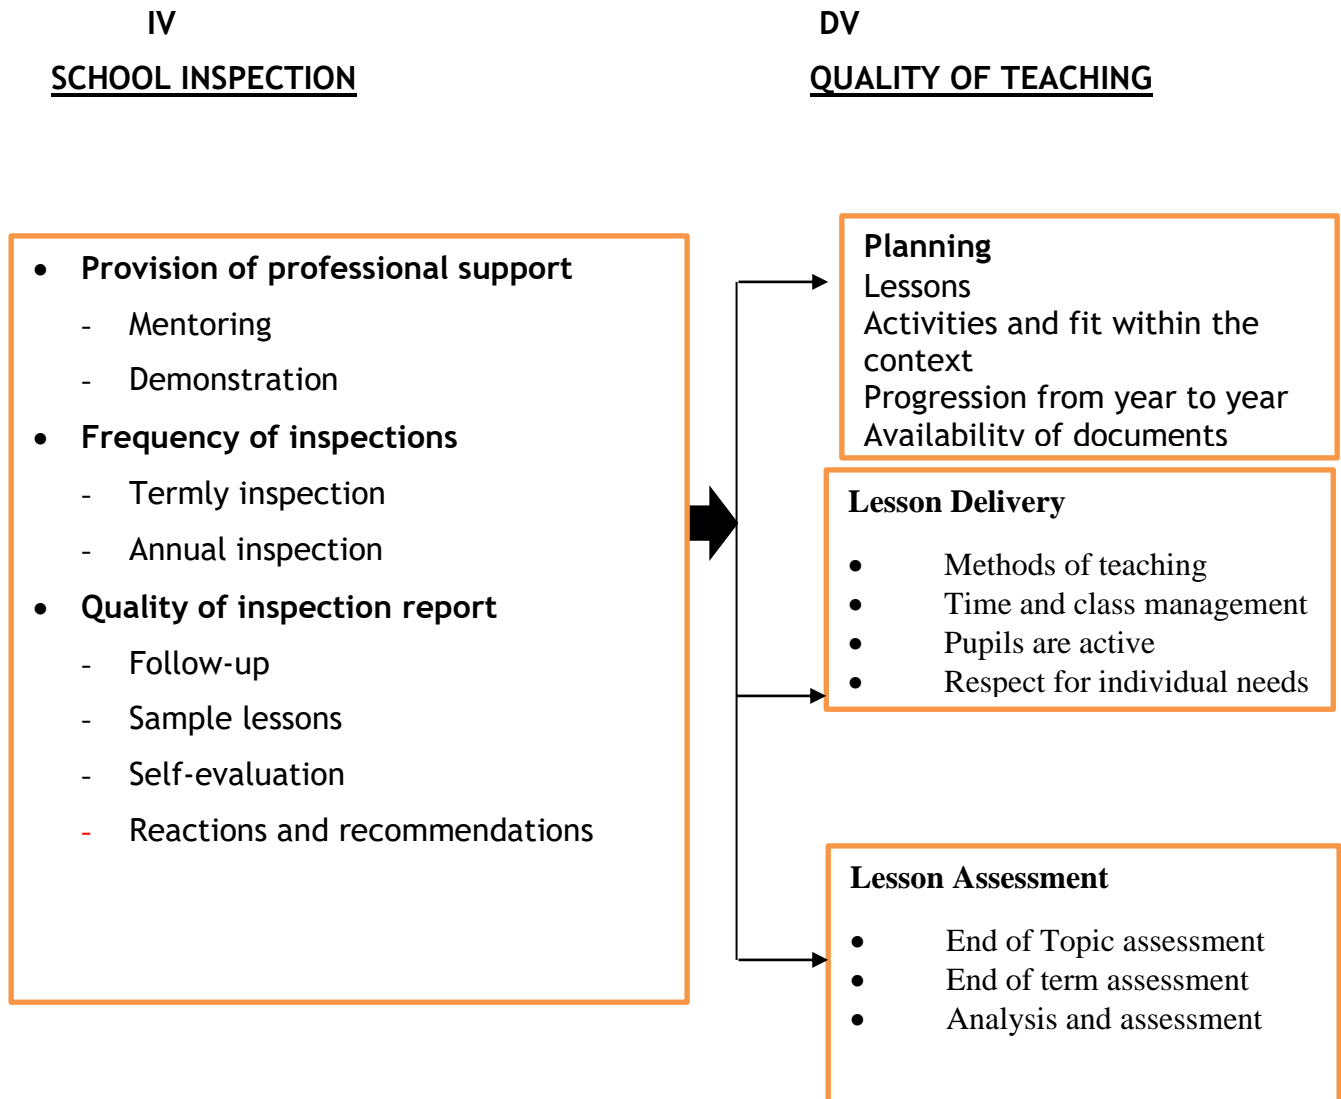 IV
DV
SCHOOL INSPECTION
QUALITY OF TEACHING
• Provision of professional support
- Mentoring
- Demonstration
• Frequency of inspections
- Termly inspection
- Annual inspection
• Quality of inspection report
- Follow-up
- Sample lessons
- Self-evaluation
- Reactions and recommendations
Planning
Lessons
Activities and fit within the
context
Progression from year to year
Availability of documents
Lesson Delivery
• Methods of teaching
• Time and class management
• Pupils are active
• Respect for individual needs
Lesson Assessment
• End of Topic assessment
• End of term assessment
• Analysis and assessment